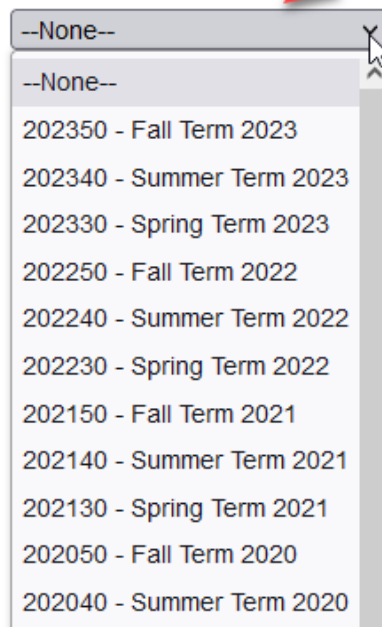 --None--
--None--
202350 - Fall Term 2023
202340 - Summer Term 2023
202330 - Spring Term 2023
202250 - Fall Term 2022
202240 - Summer Term 2022
202230 - Spring Term 2022
202150 - Fall Term 2021
202140 - Summer Term 2021
202130 - Spring Term 2021
202050 - Fall Term 2020
202040 - Summer Term 2020